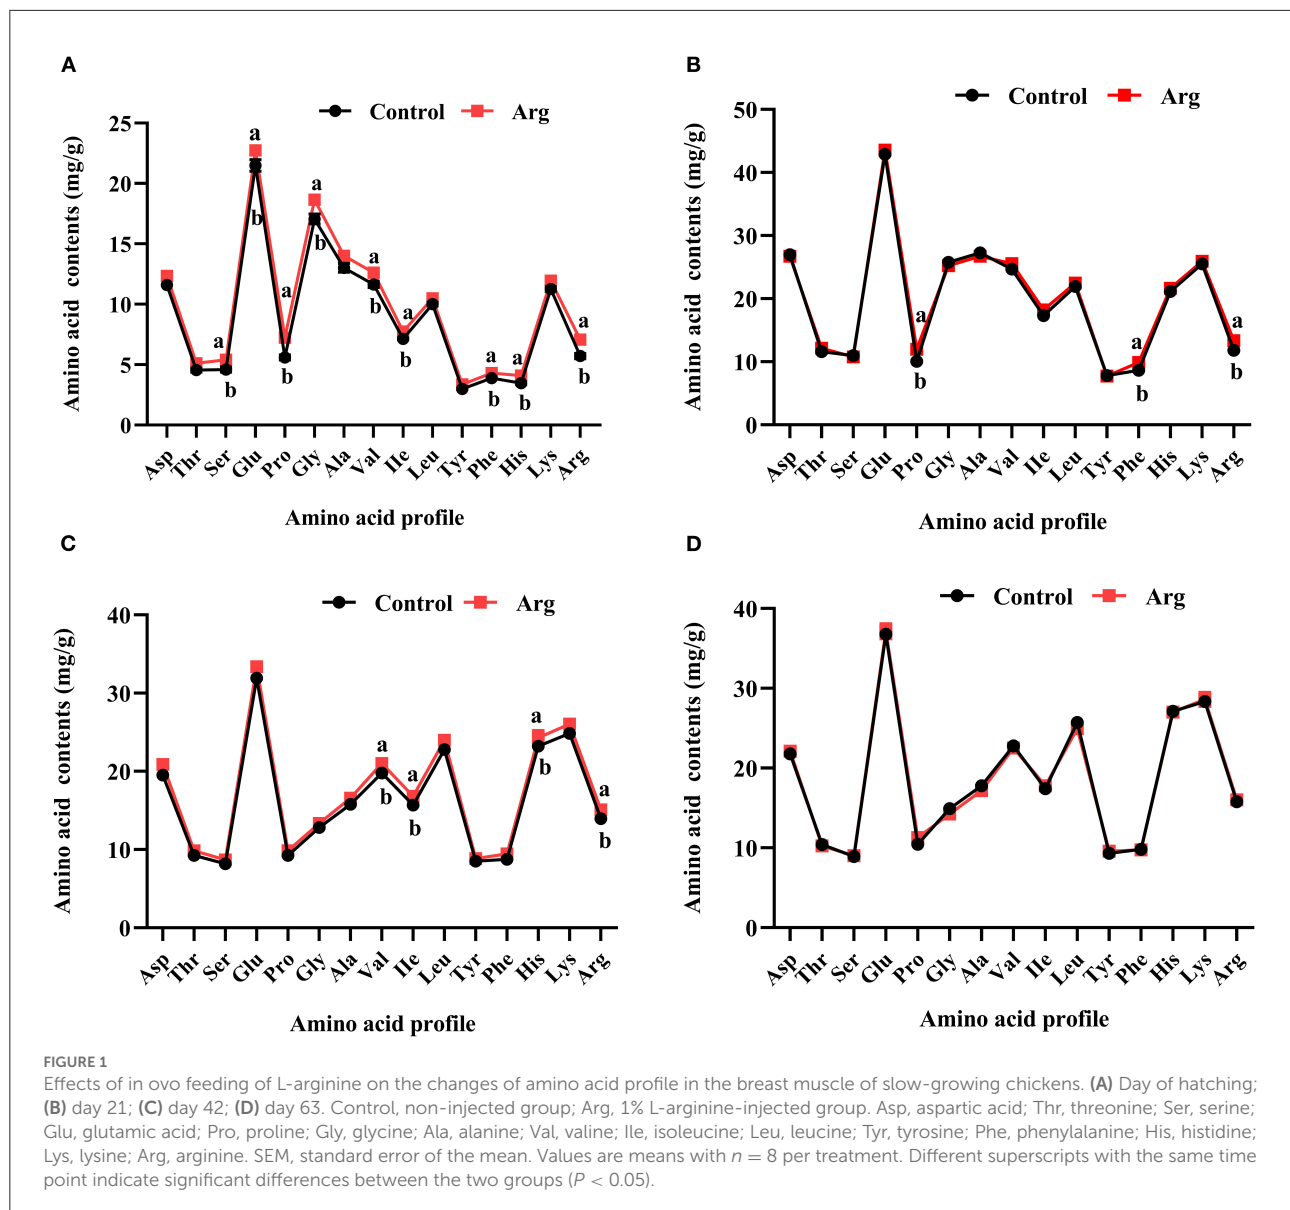 A
Control Arg
25
20
15
10
5
0
Amino acid contents (mg/g)
a
b
a
b
a
b
a
b
a
b
a
b
a
b
a
b
a
b
Asp Thr Ser Glu Pro Gly Ala Val Ile Leu Tyr Phe His Lys Arg
Amino acid profile
B
Control Arg
50
40
30
20
10
0
Amino acid contents (mg/g)
a
b
a
b
a
b
Asp Thr Ser Glu Pro Gly Ala Val Ile Leu Tyr Phe His Lys Arg
Amino acid profile
C
Control Arg
40
30
20
10
0
Amino acid contents (mg/g)
a
b
a
b
a
b
a
b
Asp Thr Ser Glu Pro Gly Ala Val Ile Leu Tyr Phe His Lys Arg
Amino acid profile
D
Control Arg
40
30
20
10
0
Amino acid contents (mg/g)
Asp Thr Ser Glu Pro Gly Ala Val Ile Leu Tyr Phe His Lys Arg
Amino acid profile
FIGURE 1
Effects of in ovo feeding of L-arginine on the changes of amino acid profile in the breast muscle of slow-growing chickens. (A) Day of hatching;
(B) day 21; (C) day 42; (D) day 63. Control, non-injected group; Arg, 1% L-arginine-injected group. Asp, aspartic acid; Thr, threonine; Ser, serine;
Glu, glutamic acid; Pro, proline; Gly, glycine; Ala, alanine; Val, valine; Ile, isoleucine; Leu, leucine; Tyr, tyrosine; Phe, phenylalanine; His, histidine;
Lys, lysine; Arg, arginine. SEM, standard error of the mean. Values are means with n = 8 per treatment. Different superscripts with the same time
point indicate significant differences between the two groups (P < 0.05).